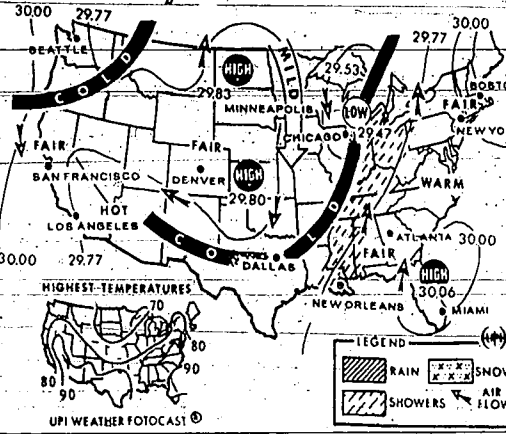 30.00 29.77
SEATTLE
COLD
HIGH
29.83
MILD
29.53
29.77
30.00
MINNEAPOLIS
LOW
29.47
CHICAGO
BOSTO
FAIR
NEW YO
FAIR
SAN FRANCISCO
FAIR
DENVER
HIGH
29.80
WARM
HOT
LOS ANGELES
COLD
DALLAS
ATLANTA
30.00
FAIR
HIGH
30.06
30.00 29.77
NEW ORLEANS
MIAMI
HIGHEST TEMPERATURES
70
80
90
80 90
UPI WEATHER FOTOCAST ®
LEGEND
RAIN
SNOW
SHOWERS
AIR
FLOW